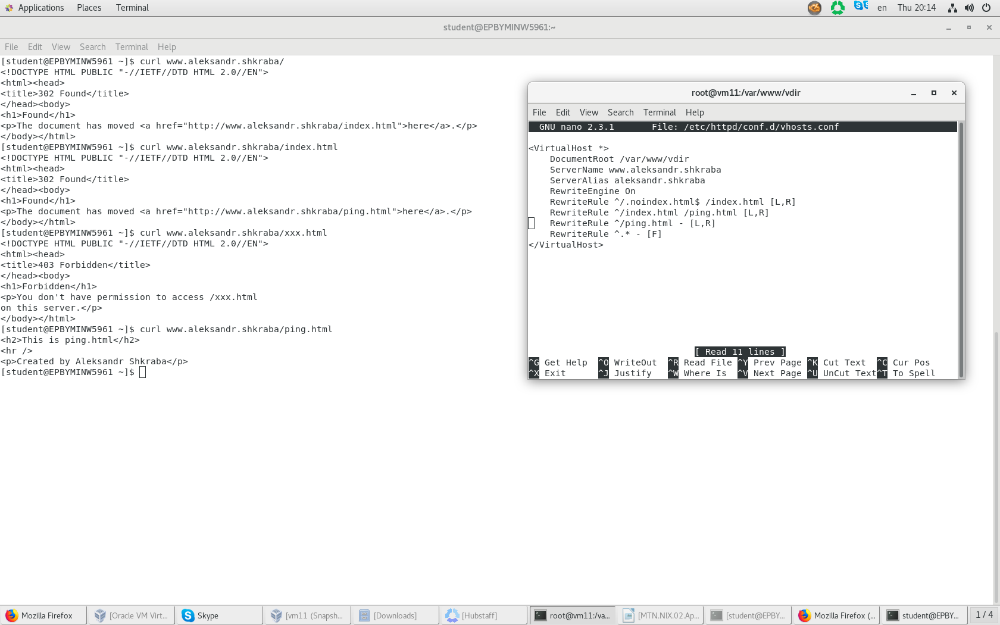 Applications Places Terminal en Thu 20:14
student@EPBYMINW5961:~
File Edit View Search Terminal Help
[student@EPBYMINW5961 ~]$ curl www.aleksandr.shkraba/
<!DOCTYPE HTML PUBLIC "-//IETF//DTD HTML 2.0//EN">
<html><head>
<title>302 Found</title>
</head><body>
<h1>Found</h1>
<p>The document has moved <a href="http://www.aleksandr.shkraba/index.html">here</a>.</p>
</body></html>
[student@EPBYMINW5961 ~]$ curl www.aleksandr.shkraba/index.html
<!DOCTYPE HTML PUBLIC "-//IETF//DTD HTML 2.0//EN">
<html><head>
<title>302 Found</title>
</head><body>
<h1>Found</h1>
<p>The document has moved <a href="http://www.aleksandr.shkraba/ping.html">here</a>.</p>
</body></html>
[student@EPBYMINW5961 ~]$ curl www.aleksandr.shkraba/xxx.html
<!DOCTYPE HTML PUBLIC "-//IETF//DTD HTML 2.0//EN">
<html><head>
<title>403 Forbidden</title>
</head><body>
<h1>Forbidden</h1>
<p>You don't have permission to access /xxx.html
on this server.</p>
</body></html>
[student@EPBYMINW5961 ~]$ curl www.aleksandr.shkraba/ping.html
<h2>This is ping.html</h2>
<hr />
<p>Created by Aleksandr Shkraba</p>
[student@EPBYMINW5961 ~]$
root@vm11:/var/www/vdir
File Edit View Search Terminal Help
GNU nano 2.3.1 File: /etc/httpd/conf.d/vhosts.conf
<VirtualHost *>
    DocumentRoot /var/www/vdir
    ServerName www.aleksandr.shkraba
    ServerAlias aleksandr.shkraba
    RewriteEngine On
    RewriteRule ^/.noindex.html$ /index.html [L,R]
    RewriteRule ^/index.html /ping.html [L,R]
    RewriteRule ^/ping.html - [L,R]
    RewriteRule ^.* - [F]
</VirtualHost>
[ Read 11 lines ]
^G Get Help ^O WriteOut ^R Read File ^Y Prev Page ^K Cut Text ^C Cur Pos
^X Exit ^J Justify ^W Where Is ^V Next Page ^U UnCut Text ^T To Spell
Mozilla Firefox [Oracle VM Virt... Skype [vm11 (Snapsh... [Downloads] [Hubstaff] root@vm11:/va... [MTN.NIX.02.Ap... [student@EPBY... Mozilla Firefox (... student@EPBY... 1 / 4